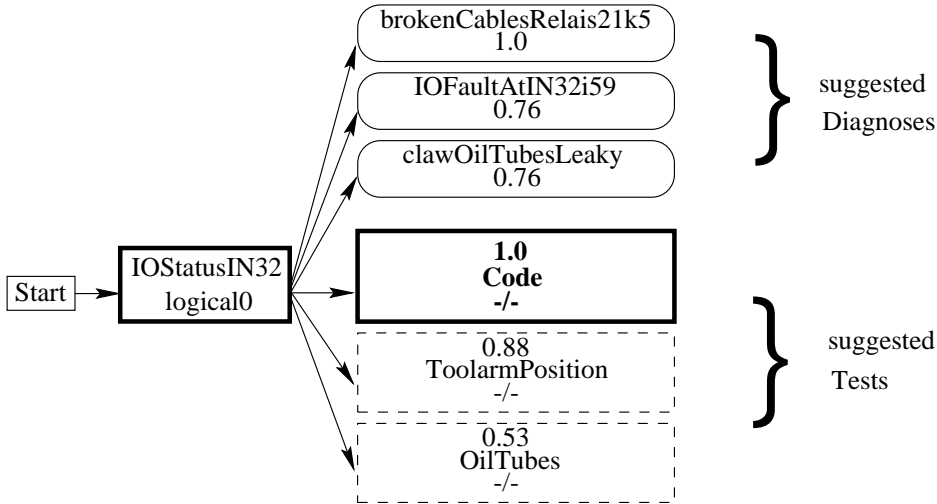 brokenCablesRelais21k5
1.0
IOFaultAtIN32i59
0.76
clawOilTubesLeaky
0.76
suggested
Diagnoses
Start
IOStatusIN32
logical0
1.0
Code
-/-
0.88
ToolarmPosition
-/-
0.53
OilTubes
-/-
suggested
Tests